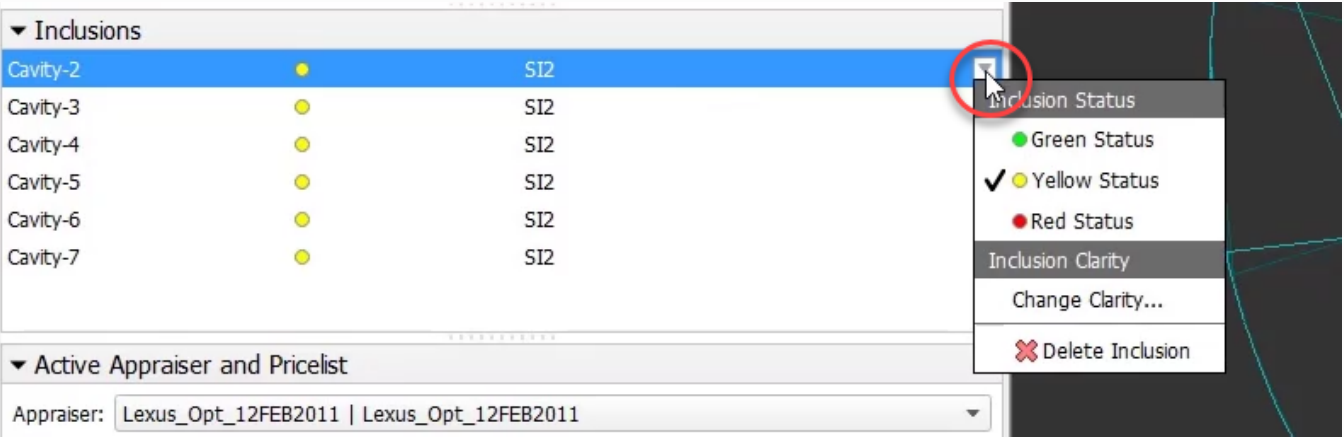 Inclusions
Cavity-2 SI2
Cavity-3 SI2
Cavity-4 SI2
Cavity-5 SI2
Cavity-6 SI2
Cavity-7 SI2
Inclusion Status
Green Status
Yellow Status
Red Status
Inclusion Clarity
Change Clarity...
Delete Inclusion
Active Appraiser and Pricelist
Appraiser: Lexus_Opt_12FEB2011 | Lexus_Opt_12FEB2011